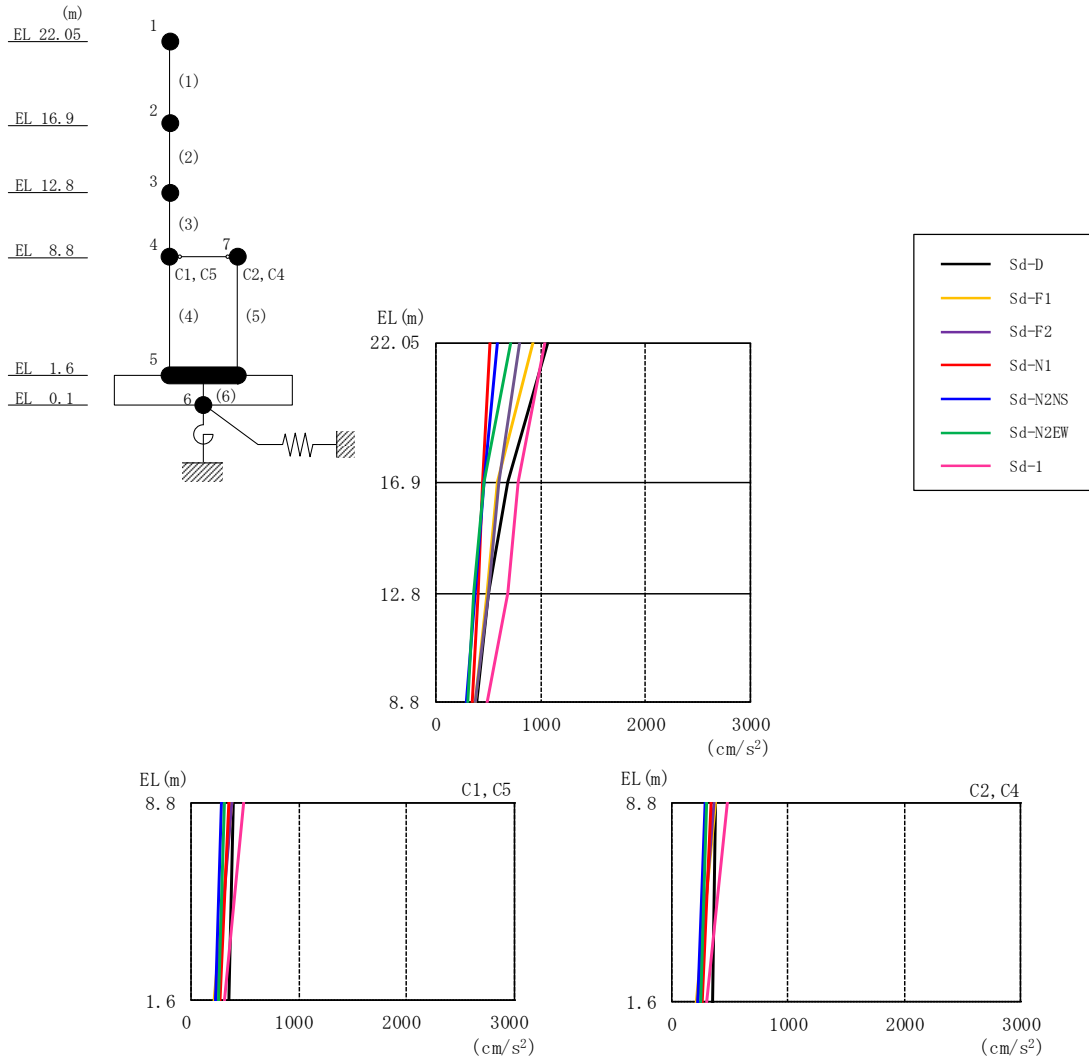 (m)
EL 22.05
EL 16.9
EL 12.8
EL 8.8
EL 1.6
EL 0.1
1
(1)
2
(2)
3
(3)
4
7
C1, C5
C2, C4
(4)
(5)
5
6
(6)
Sd-D
Sd-F1
Sd-F2
Sd-N1
Sd-N2NS
Sd-N2EW
Sd-1
EL(m)
22.05
16.9
12.8
8.8
0 1000 2000 3000
(cm/s²)
EL(m)
C1, C5
8.8
1.6
0 1000 2000 3000
(cm/s²)
EL(m)
C2, C4
8.8
1.6
0 1000 2000 3000
(cm/s²)